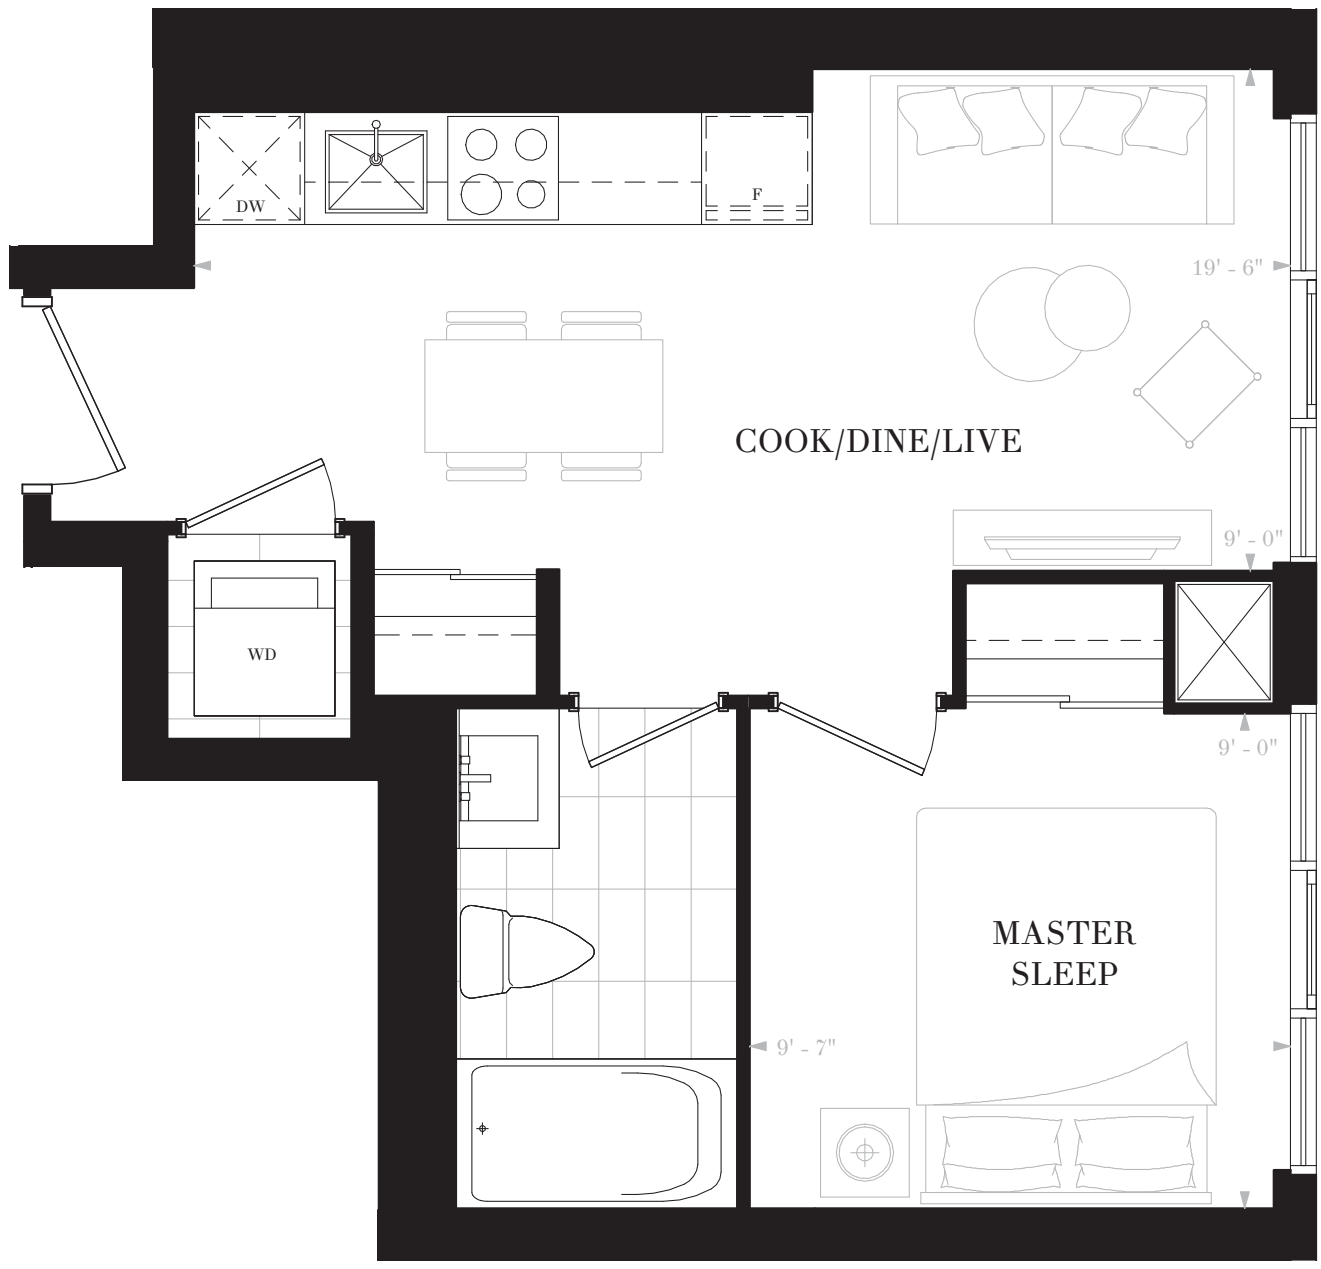 DW
F
19' - 6"
COOK/DINE/LIVE
9' - 0"
WD
9' - 0"
MASTER
SLEEP
9' - 7"